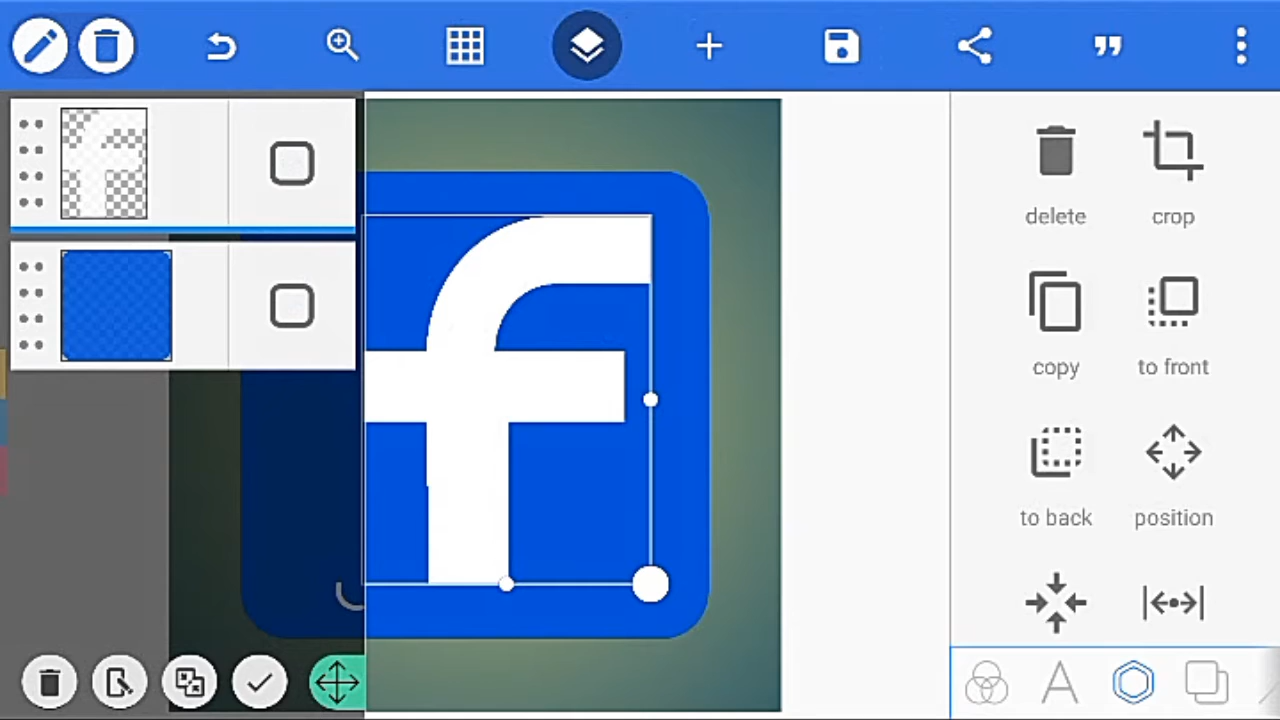 delete
crop
copy
to front
to back
position